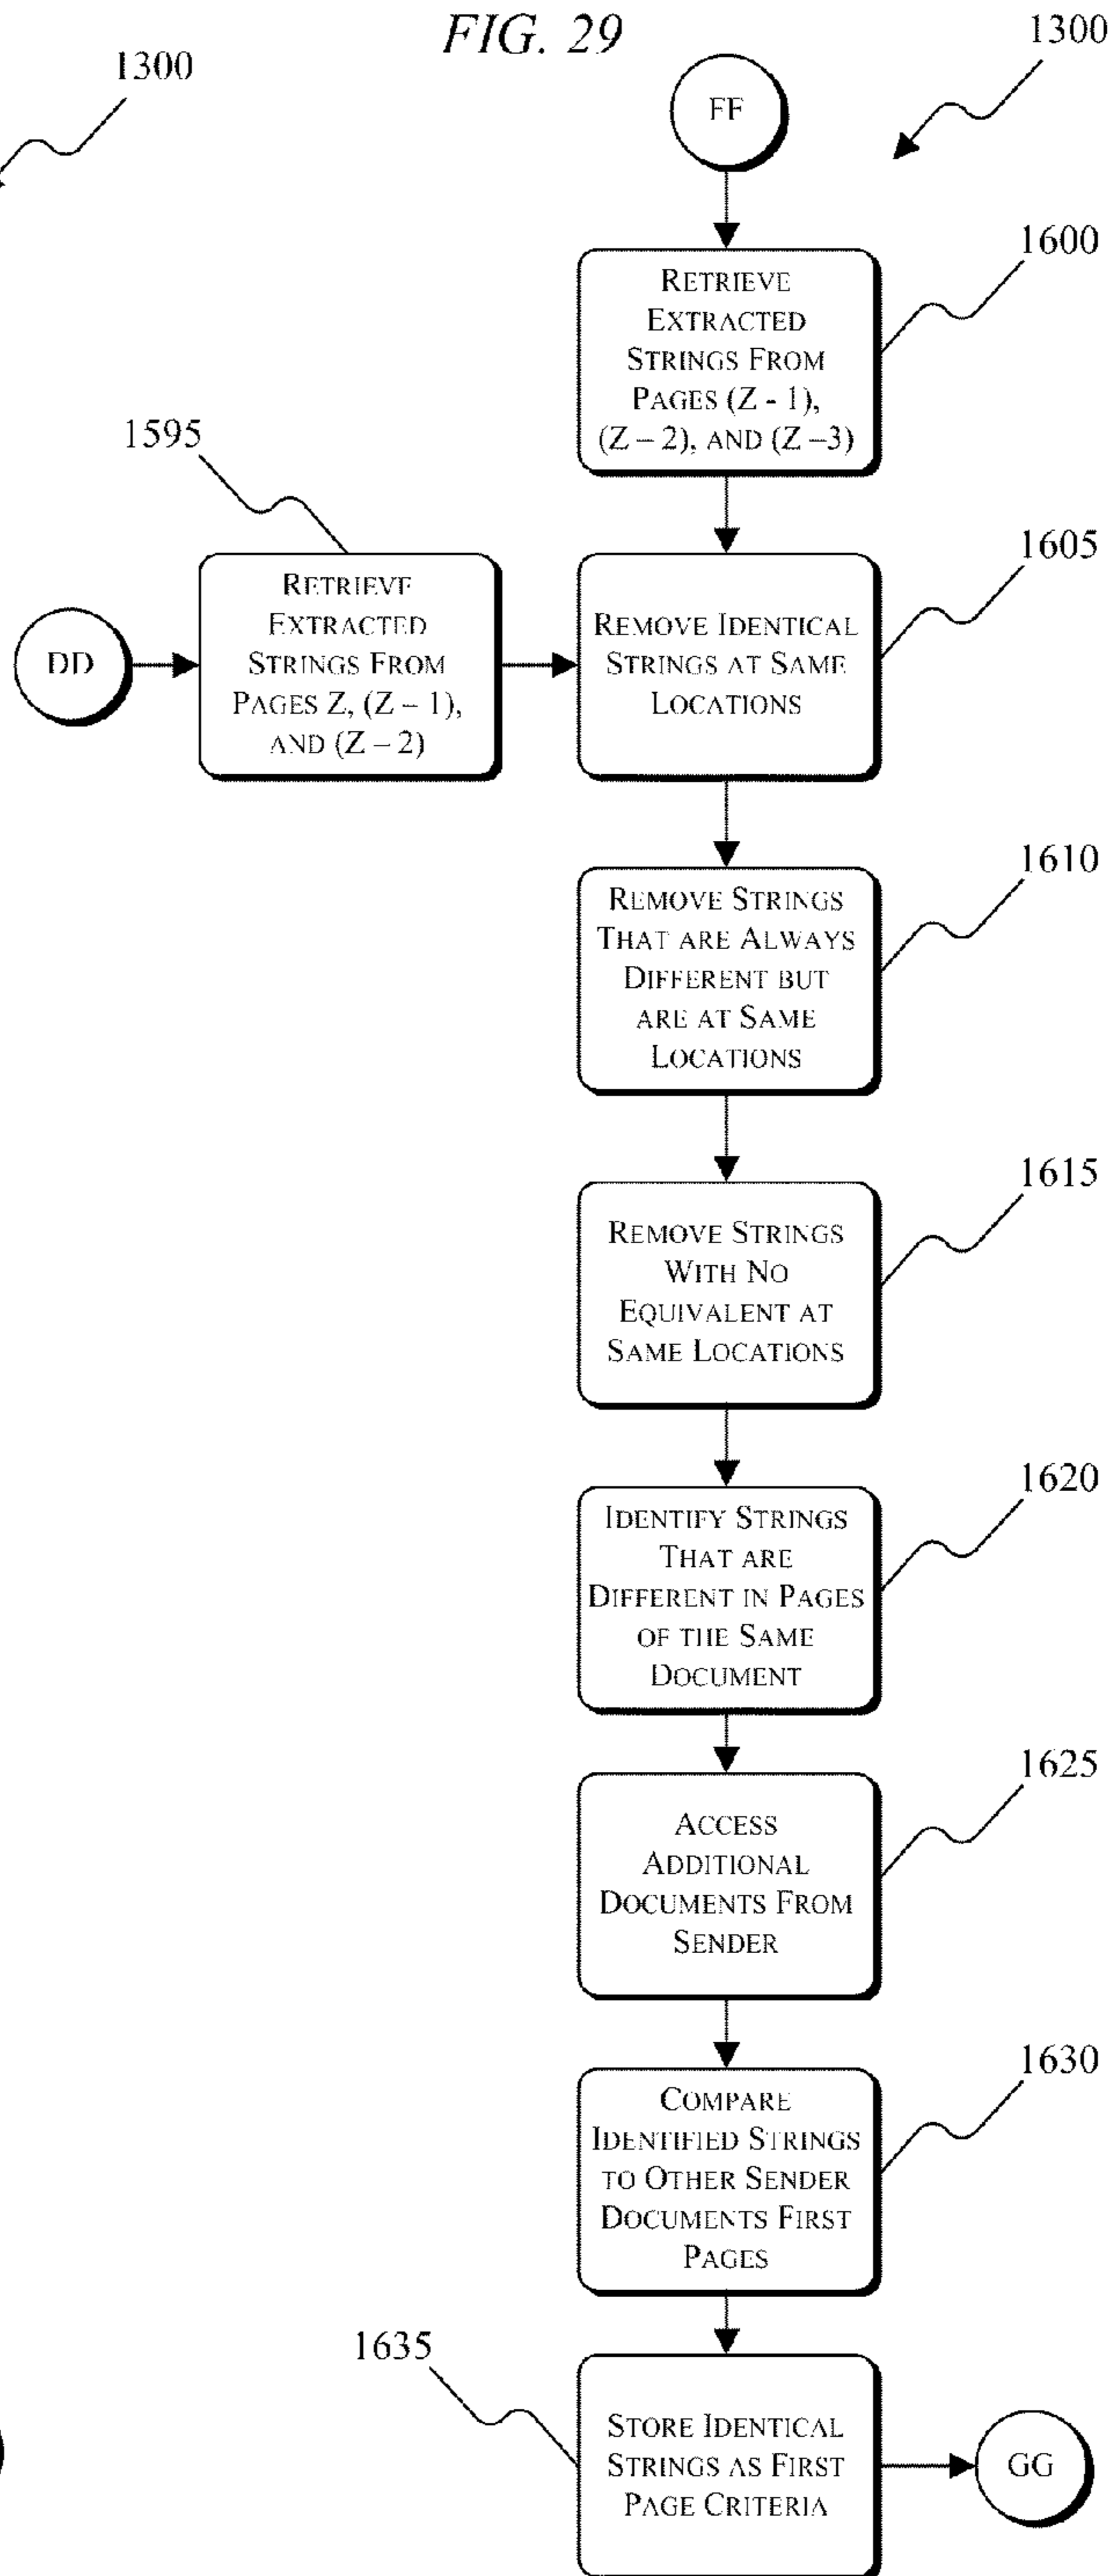 FIG. 29
1300
1300
FF
1600
RETRIEVE
EXTRACTED
STRINGS FROM
PAGES (Z - 1),
(Z – 2), AND (Z –3)
1595
1605
DD
RETRIEVE
EXTRACTED
STRINGS FROM
PAGES Z, (Z – 1),
AND (Z – 2)
REMOVE IDENTICAL
STRINGS AT SAME
LOCATIONS
1610
REMOVE STRINGS
THAT ARE ALWAYS
DIFFERENT BUT
ARE AT SAME
LOCATIONS
1615
REMOVE STRINGS
WITH NO
EQUIVALENT AT
SAME LOCATIONS
1620
IDENTIFY STRINGS
THAT ARE
DIFFERENT IN PAGES
OF THE SAME
DOCUMENT
1625
ACCESS
ADDITIONAL
DOCUMENTS FROM
SENDER
1630
COMPARE
IDENTIFIED STRINGS
TO OTHER SENDER
DOCUMENTS FIRST
PAGES
1635
STORE IDENTICAL
STRINGS AS FIRST
PAGE CRITERIA
GG